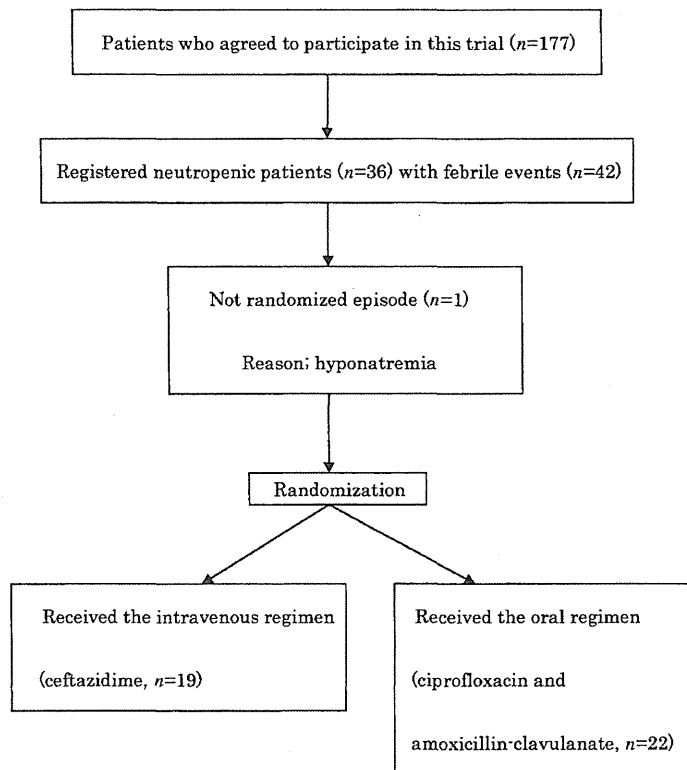 Patients who agreed to participate in this trial (n=177)
Registered neutropenic patients (n=36) with febrile events (n=42)
Not randomized episode (n=1)
Reason; hyponatremia
Randomization
Received the intravenous regimen
(ceftazidime, n=19)
Received the oral regimen
(ciprofloxacin and
amoxicillin-clavulanate, n=22)